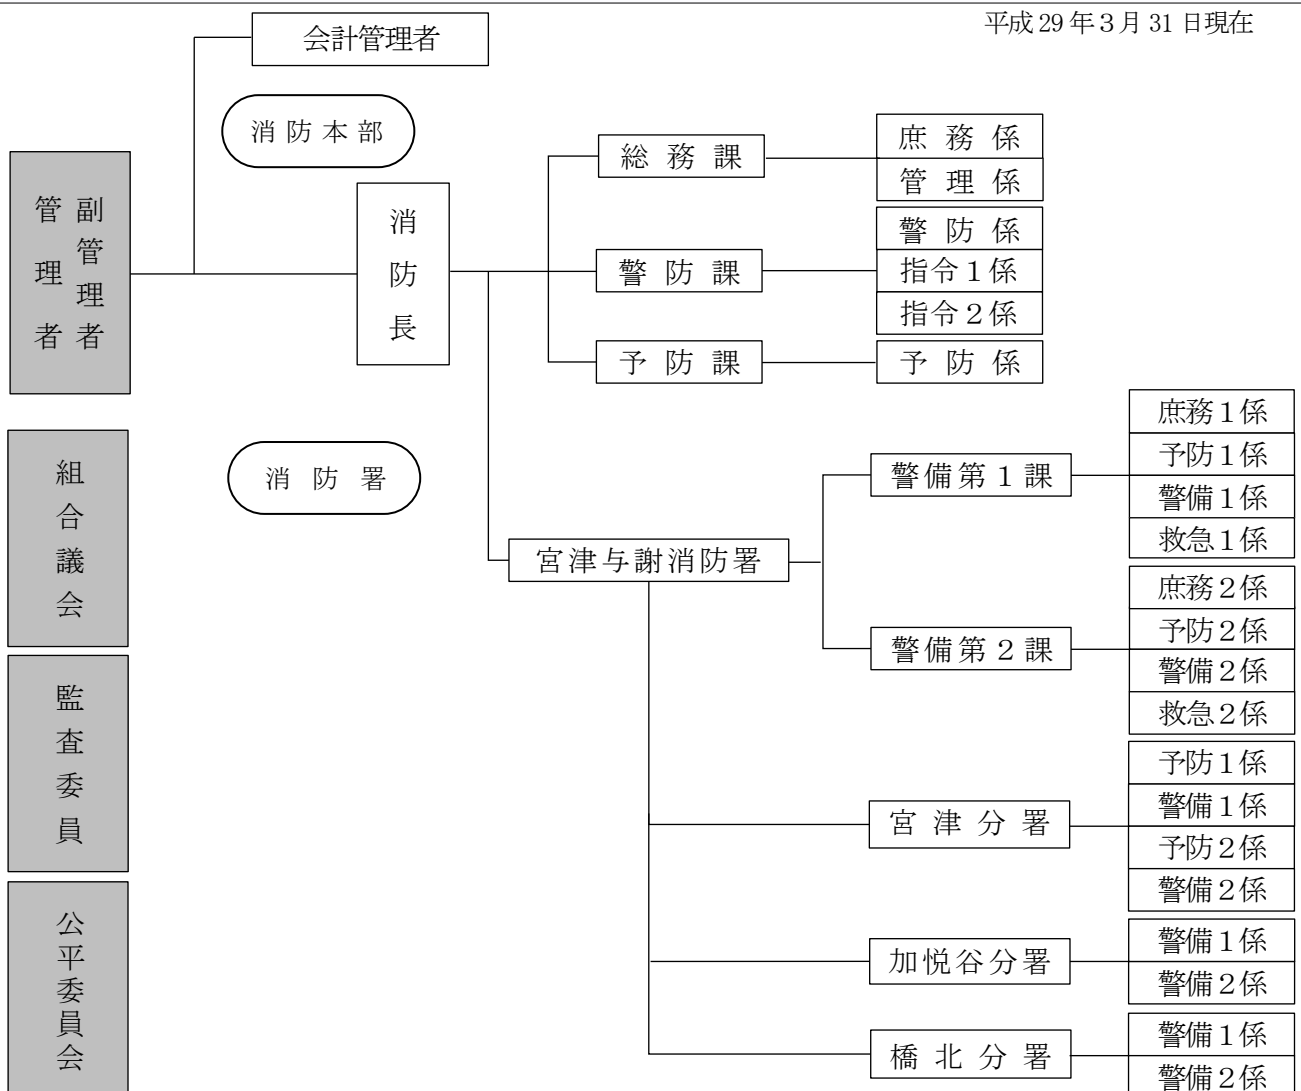 平成29年３月31日現在
会計管理者
消防本部
管理者
副管理者
消防長
総務課
庶務係
管理係
警防課
警防係
指令１係
指令２係
予防課
予防係
組合議会
監査委員
公平委員会
消防署
宮津与謝消防署
警備第１課
庶務１係
予防１係
警備１係
救急１係
警備第２課
庶務２係
予防２係
警備２係
救急２係
宮津分署
予防１係
警備１係
予防２係
警備２係
加悦谷分署
警備１係
警備２係
橋北分署
警備１係
警備２係